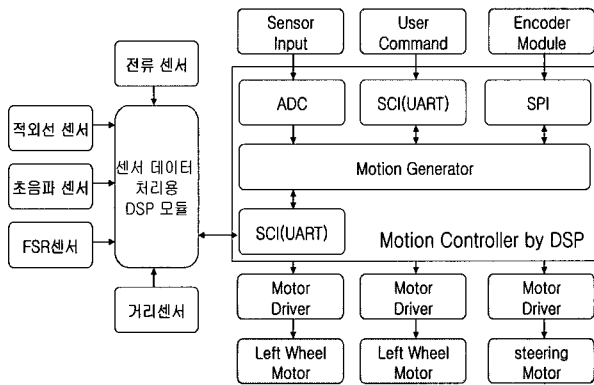 Sensor
Input
User
Command
Encoder
Module
전류 센서
ADC
SCI(UART)
SPI
적외선 센서
센서 데이터
처리용
DSP 모듈
Motion Generator
초음파 센서
FSR센서
SCI(UART)
Motion Controller by DSP
거리센서
Motor
Driver
Motor
Driver
Motor
Driver
Left Wheel
Motor
Left Wheel
Motor
steering
Motor